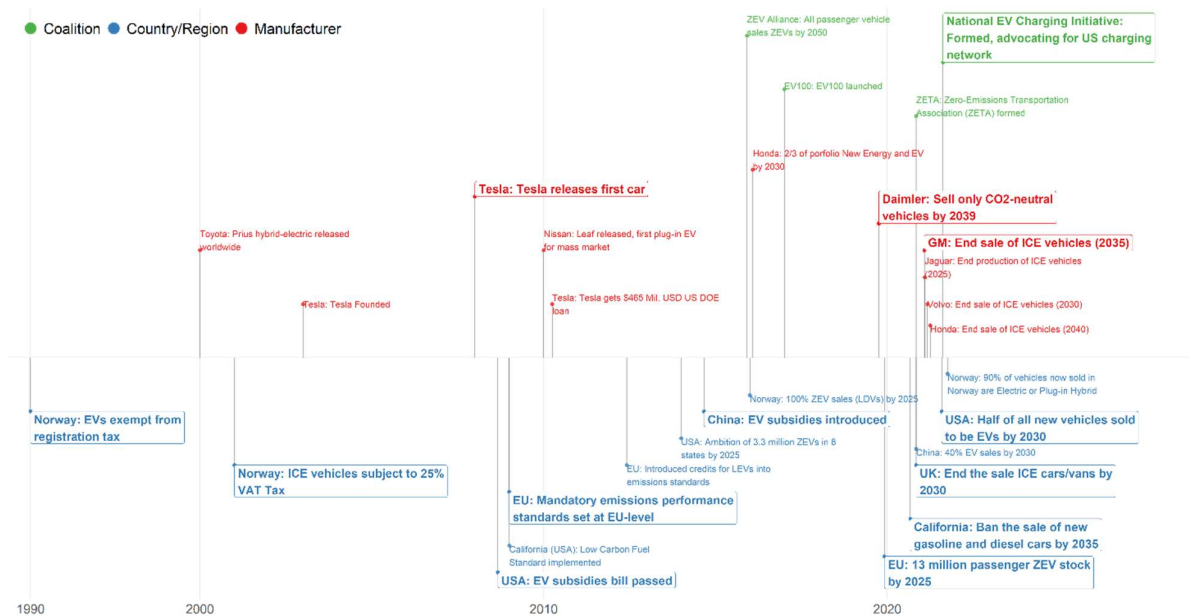 Coalition Country/Region Manufacturer
ZEV Alliance: All passenger vehicle
sales ZEVs by 2050
National EV Charging Initiative:
Formed, advocating for US charging
network
EV100: EV100 launched
ZETA: Zero-Emissions Transportation
Association (ZETA) formed
Honda: 2/3 of porfolio New Energy and EV
by 2030
Tesla: Tesla releases first car
Daimler: Sell only CO2-neutral
vehicles by 2039
Toyota: Prius hybrid-electric released
worldwide
Nissan: Leaf released, first plug-in EV
for mass market
GM: End sale of ICE vehicles (2035)
Jaguar: End production of ICE vehicles
(2025)
Tesla: Tesla Founded
Tesla: Tesla gets $465 Mil. USD US DOE
loan
Volvo: End sale of ICE vehicles (2030)
Honda: End sale of ICE vehicles (2040)
Norway: 90% of vehicles now sold in
Norway are Electric or Plug-in Hybrid
Norway: 100% ZEV sales (LDVs) by 2025
Norway: EVs exempt from
registration tax
China: EV subsidies introduced
USA: Half of all new vehicles sold
to be EVs by 2030
USA: Ambition of 3.3 million ZEVs in 8
states by 2025
China: 40% EV sales by 2030
Norway: ICE vehicles subject to 25%
VAT Tax
EU: Introduced credits for LEVs into
emissions standards
UK: End the sale ICE cars/vans by
2030
EU: Mandatory emissions performance
standards set at EU-level
California: Ban the sale of new
gasoline and diesel cars by 2035
California (USA): Low Carbon Fuel
Standard implemented
EU: 13 million passenger ZEV stock
by 2025
USA: EV subsidies bill passed
1990 2000 2010 2020